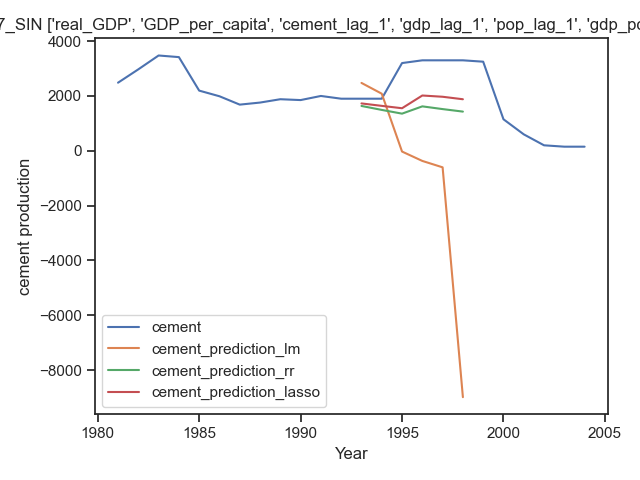 7_SIN ['real_GDP', 'GDP_per_capita', 'cement_lag_1', 'gdp_lag_1', 'pop_lag_1', 'gdp_po
4000
2000
0
−2000
−4000
−6000
−8000
cement production
cement
cement_prediction_lm
cement_prediction_rr
cement_prediction_lasso
1980
1985
1990
1995
2000
2005
Year